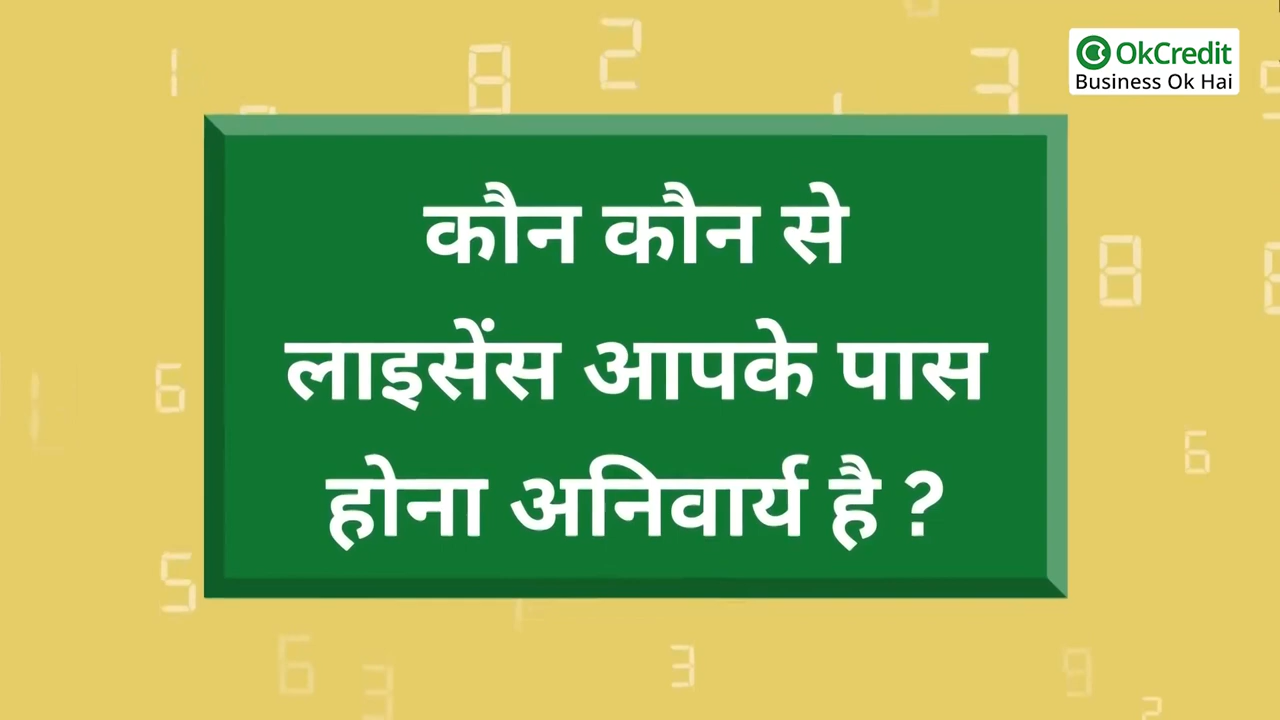 OkCredit
Business Ok Hai
कौन कौन से
लाइसेंस आपके पास
होना अनिवार्य है ?